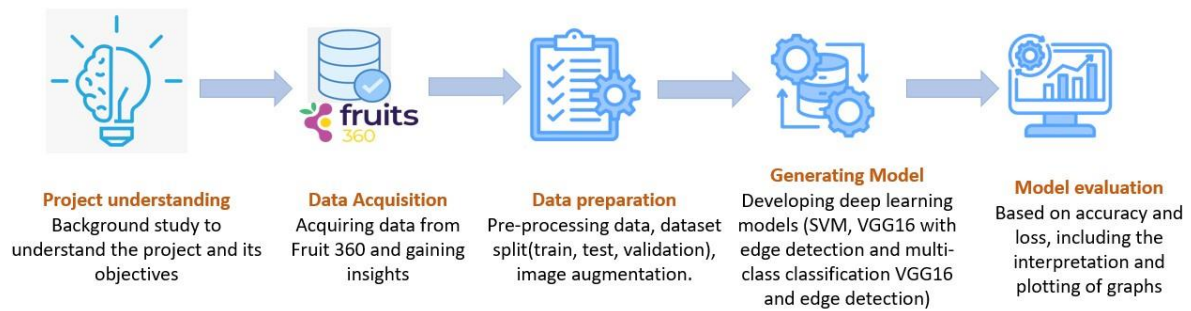 fruits
360
Project understanding
Background study to
understand the project and its
objectives
Data Acquisition
Acquiring data from
Fruit 360 and gaining
insights
Data preparation
Pre-processing data, dataset
split(train, test, validation),
image augmentation.
Generating Model
Developing deep learning
models (SVM, VGG16 with
edge detection and multi-
class classification VGG16
and edge detection)
Model evaluation
Based on accuracy and
loss, including the
interpretation and
plotting of graphs